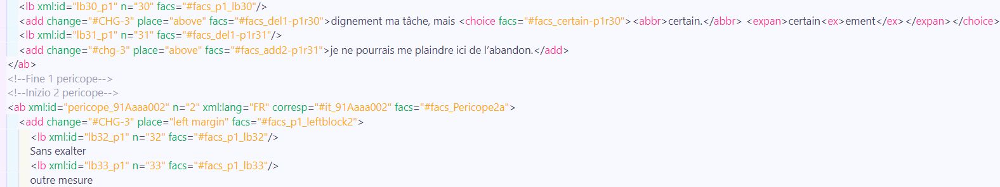 <lb xml:id="lb30_p1" n="30" facs="#facs_p1_lb30"/>
<add change="#CHG-3" place="above" facs="#facs_del1-p1r30">dignement ma tâche, mais <choice facs="#facs_certain-p1r30"><abbr>certain.</abbr> <expan>certain<ex>ement</ex></expan></choice>
<lb xml:id="lb31_p1" n="31" facs="#facs_del1-p1r31"/>
<add change="#chg-3" place="above" facs="#facs_add2-p1r31">je ne pourrais me plaindre ici de l’abandon.</add>
</ab>
<!--Fine 1 pericope-->
<!--Inizio 2 pericope-->
<ab xml:id="pericope_91Aaaa002" n="2" xml:lang="FR" corresp="#it_91Aaaa002" facs="#facs_Pericope2a">
<add change="#CHG-3" place="left margin" facs="#facs_p1_leftblock2">
<lb xml:id="lb32_p1" n="32" facs="#facs_p1_lb32"/>
Sans exalter
<lb xml:id="lb33_p1" n="33" facs="#facs_p1_lb33"/>
outre mesure